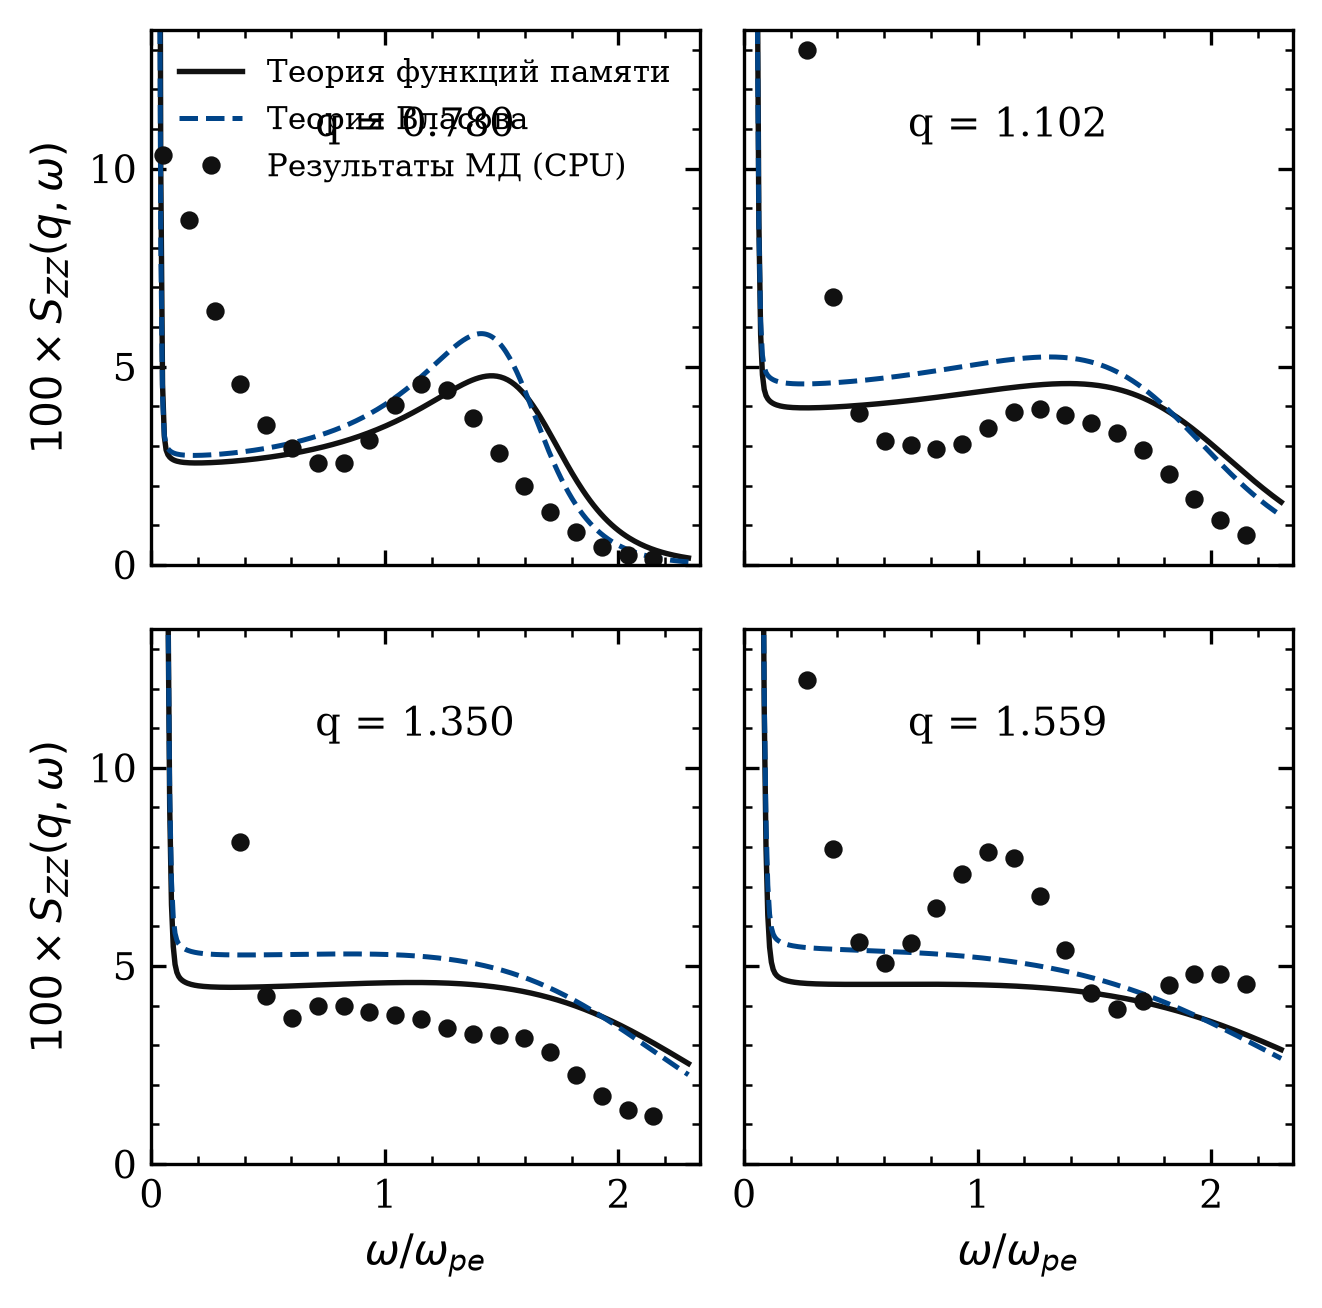 Теория функций памяти
Теория Власова
q = 0.780
Результаты МД (CPU)
100 × S_ZZ(q, ω)
10
5
0
q = 1.102
q = 1.350
100 × S_ZZ(q, ω)
10
5
0
0 1 2
ω/ω_pe
q = 1.559
0 1 2
ω/ω_pe